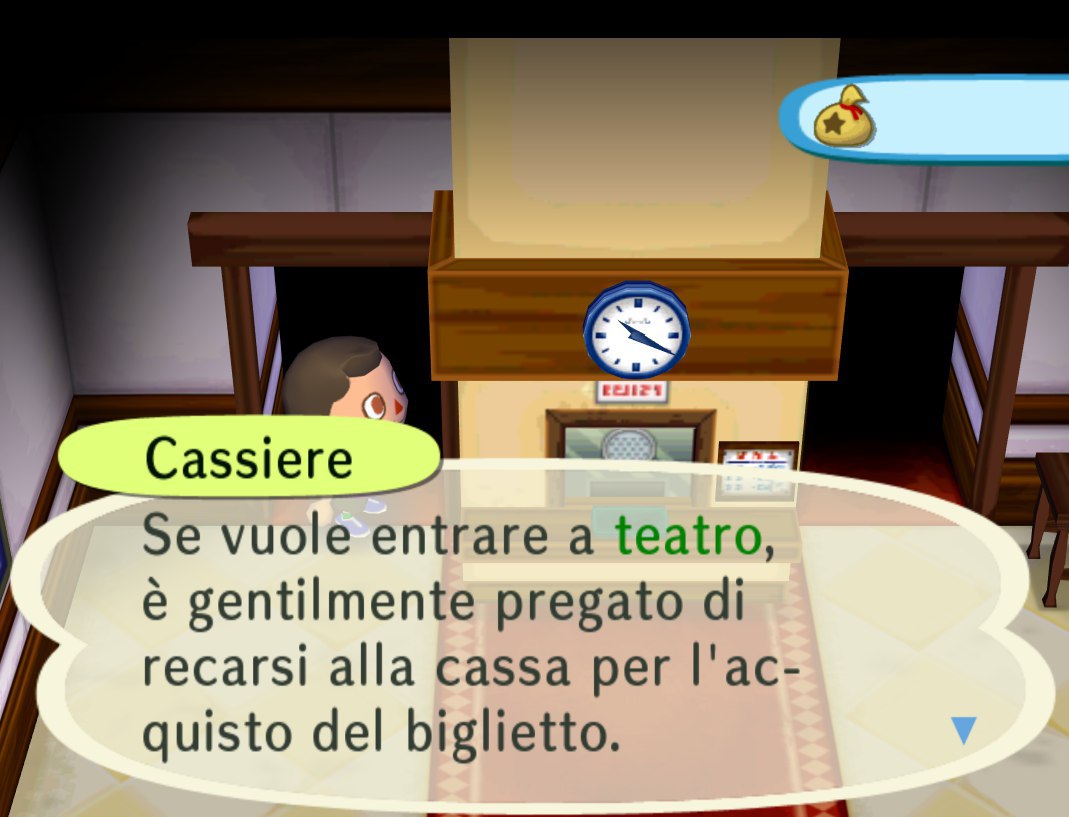 Cassiere
Se vuole entrare a teatro,
è gentilmente pregato di
recarsi alla cassa per l'ac-
quisto del biglietto.